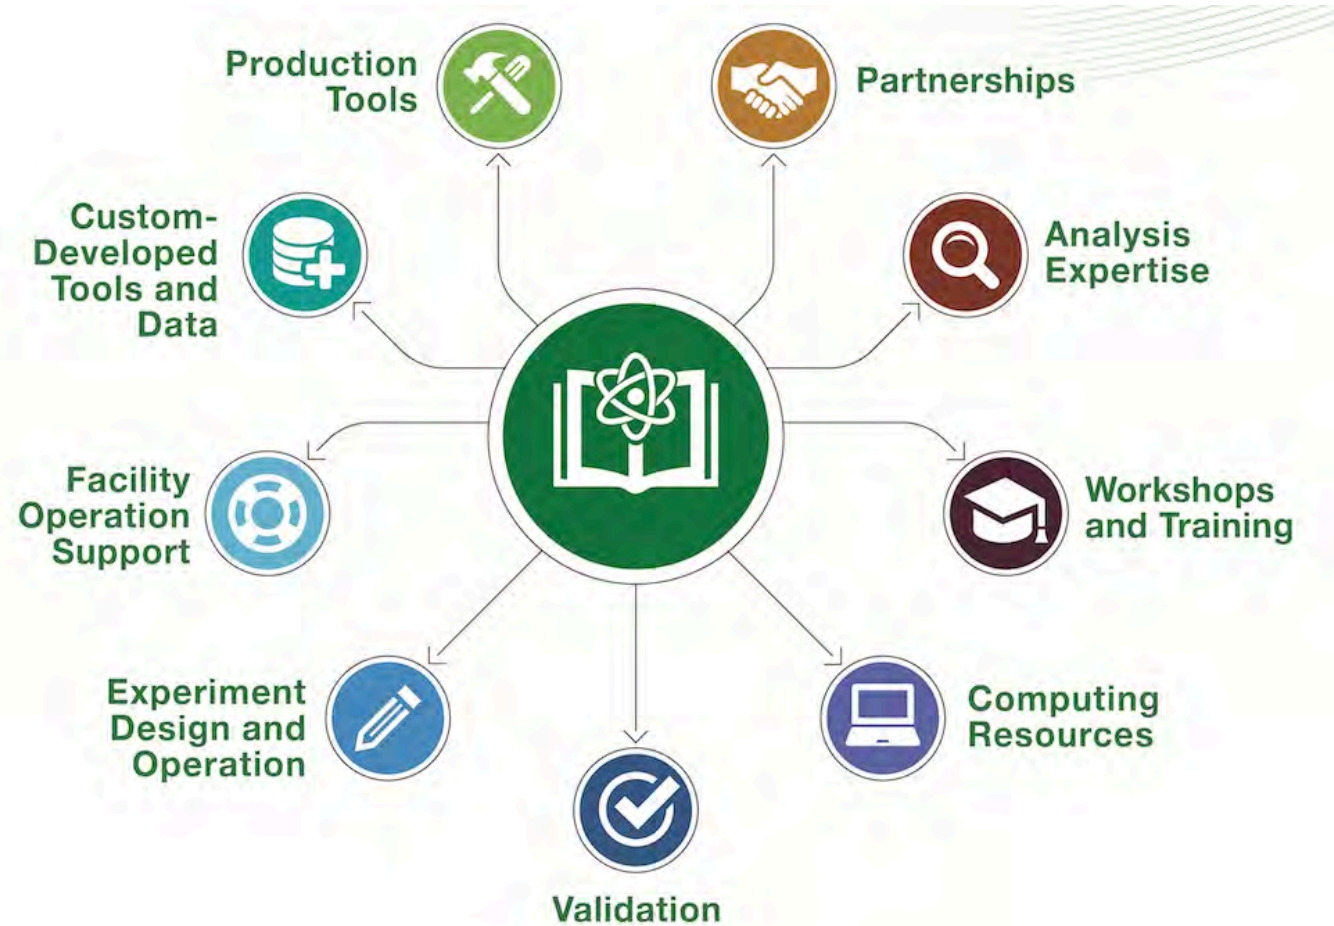 Production
Tools
Partnerships
Custom-
Developed
Tools and
Data
Analysis
Expertise
Facility
Operation
Support
Workshops
and Training
Experiment
Design and
Operation
Computing
Resources
Validation